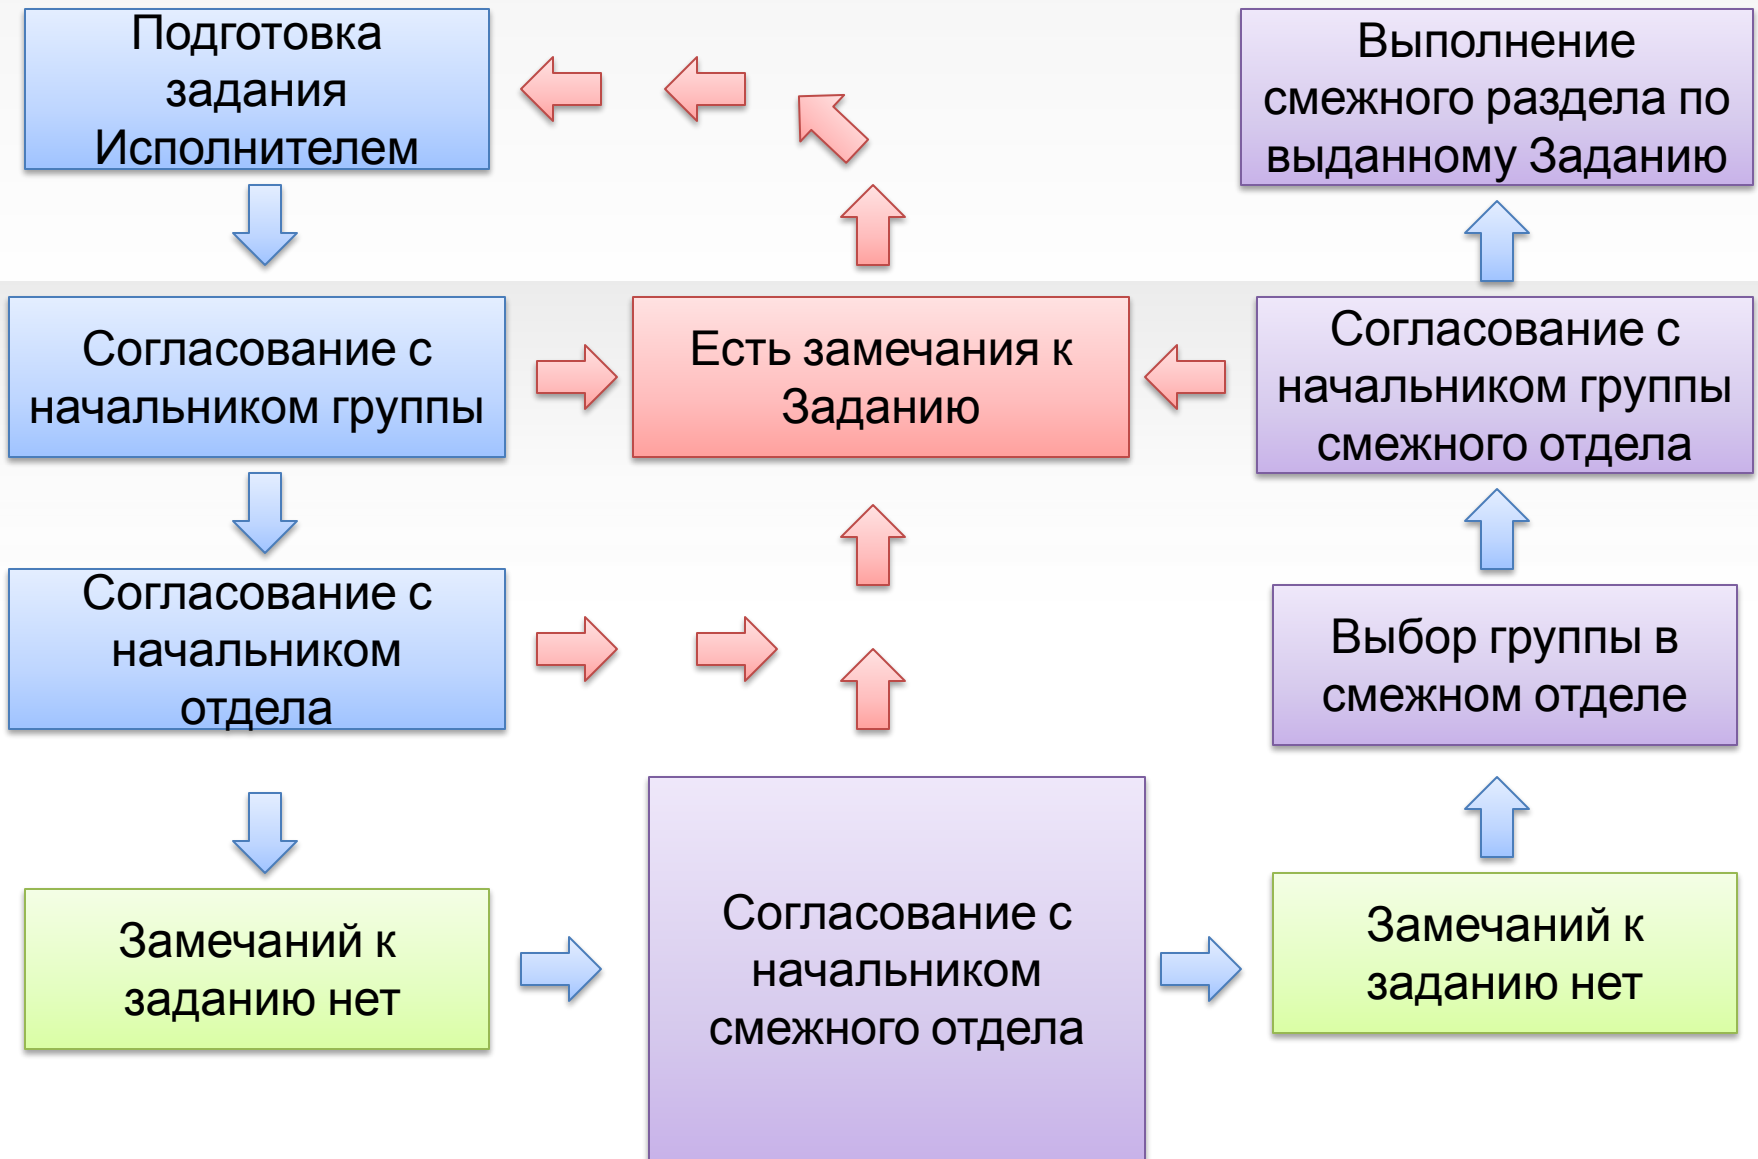 Подготовка
задания
Исполнителем
Выполнение
смежного раздела по
выданному Заданию
Согласование с
начальником группы
Есть замечания к
Заданию
Согласование с
начальником группы
смежного отдела
Согласование с
начальником
отдела
Выбор группы в
смежном отделе
Замечаний к
заданию нет
Согласование с
начальником
смежного отдела
Замечаний к
заданию нет